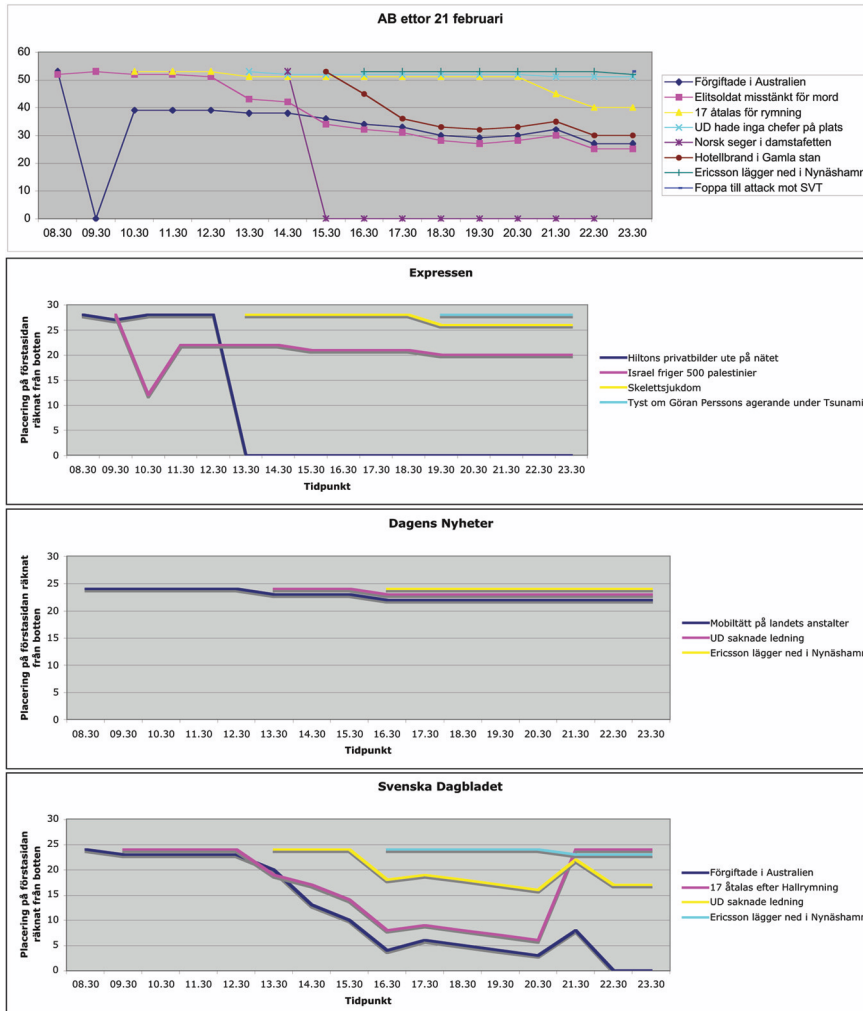 AB ettor 21 februari
60
50
40
30
20
10
0
08.30 09.30 10.30 11.30 12.30 13.30 14.30 15.30 16.30 17.30 18.30 19.30 20.30 21.30 22.30 23.30
Förgiftade i Australien
Elitsoldat misstänkt för mord
17 åtalas för rymning
UD hade inga chefer på plats
Norsk seger i damstafetten
Hotellbrand i Gamla stan
Ericsson lägger ned i Nynäshamn
Foppa till attack mot SVT
Expressen
Placering på förstasidan
räknat från botten
30
25
20
15
10
5
0
08.30 09.30 10.30 11.30 12.30 13.30 14.30 15.30 16.30 17.30 18.30 19.30 20.30 21.30 22.30 23.30
Tidpunkt
Hiltons privatbilder ute på nätet
Israel friger 500 palestinier
Skelettsjukdom
Tyst om Göran Perssons agerande under Tsunami
Dagens Nyheter
Placering på förstasidan räknat
från botten
30
25
20
15
10
5
0
08.30 09.30 10.30 11.30 12.30 13.30 14.30 15.30 16.30 17.30 18.30 19.30 20.30 21.30 22.30 23.30
Tidpunkt
Mobiltätt på landets anstalter
UD saknade ledning
Ericsson lägger ned i Nynäshamn
Svenska Dagbladet
Placering på förstasidan
räknat från botten
30
25
20
15
10
5
0
08.30 09.30 10.30 11.30 12.30 13.30 14.30 15.30 16.30 17.30 18.30 19.30 20.30 21.30 22.30 23.30
Tidpunkt
Förgiftade i Australien
17 åtalas efter Hallrymning
UD saknade ledning
Ericsson lägger ned i Nynäshamn